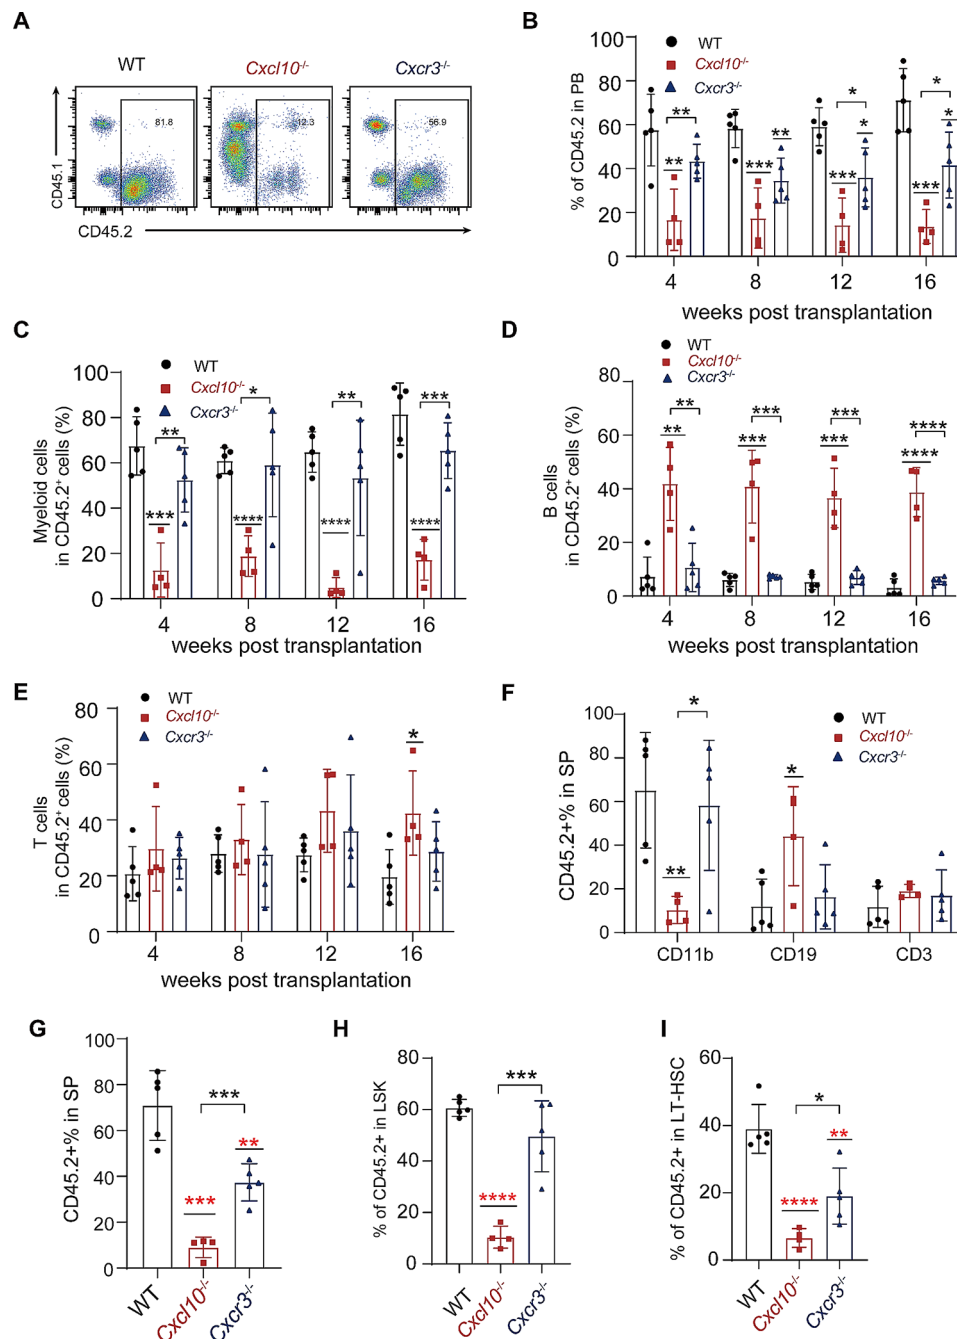 A
WT
Cxcl10-/-
Cxcr3-/-
81.8
12.3
56.9
CD45.1
CD45.2
B
WT
Cxcl10-/-
Cxcr3-/-
% of CD45.2 in PB
100
80
60
40
20
0
** ** *** ** *** * * *** * *
4 8 12 16
weeks post transplantation
C
WT
Cxcl10-/-
Cxcr3-/-
Myeloid cells
in CD45.2+ cells (%)
100
80
60
40
20
0
*** ** **** * **** ** **** ***
4 8 12 16
weeks post transplantation
D
WT
Cxcl10-/-
Cxcr3-/-
B cells
in CD45.2+ cells (%)
80
60
40
20
0
** ** *** *** *** *** **** ****
4 8 12 16
weeks post transplantation
E
WT
Cxcl10-/-
Cxcr3-/-
T cells
in CD45.2+ cells (%)
80
60
40
20
0
*
4 8 12 16
weeks post transplantation
F
WT
Cxcl10-/-
Cxcr3-/-
CD45.2+% in SP
100
80
60
40
20
0
** * *
CD11b CD19 CD3
G
CD45.2+% in SP
100
80
60
40
20
0
***
*** **
WT Cxcl10-/- Cxcr3-/-
H
% of CD45.2+ in LSK
80
60
40
20
0
***
****
WT Cxcl10-/- Cxcr3-/-
I
% of CD45.2+ in LT-HSC
60
40
20
0
*
**** **
WT Cxcl10-/- Cxcr3-/-